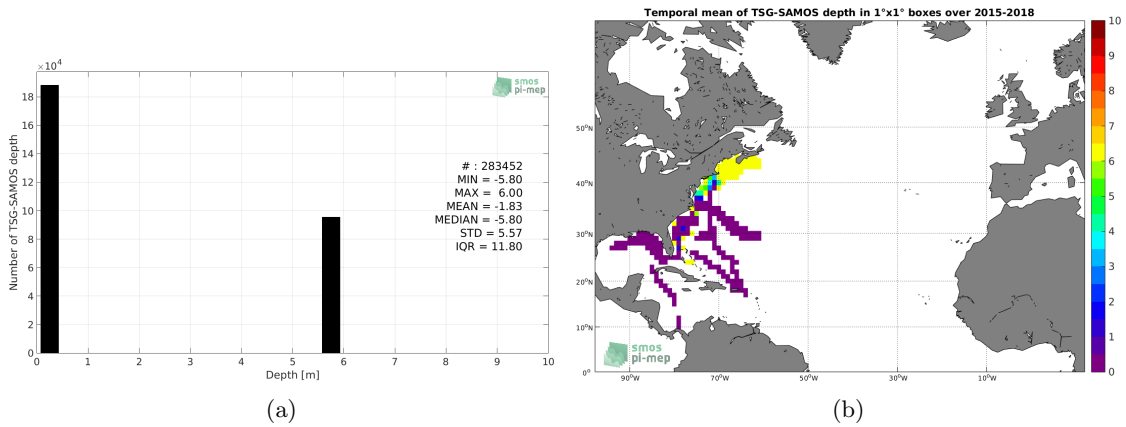 ×10⁴
18
16
14
12
10
8
6
4
2
0
Number of TSG-SAMOS depth
smos
pi-mep
# : 283452
MIN = -5.80
MAX = 6.00
MEAN = -1.83
MEDIAN = -5.80
STD = 5.57
IQR = 11.80
0 1 2 3 4 5 6 7 8 9 10
Depth [m]
(a)
Temporal mean of TSG-SAMOS depth in 1°x1° boxes over 2015-2018
50°N
40°N
30°N
20°N
10°N
0°
90°W 70°W 50°W 30°W 10°W
smos
pi-mep
10
9
8
7
6
5
4
3
2
1
0
(b)